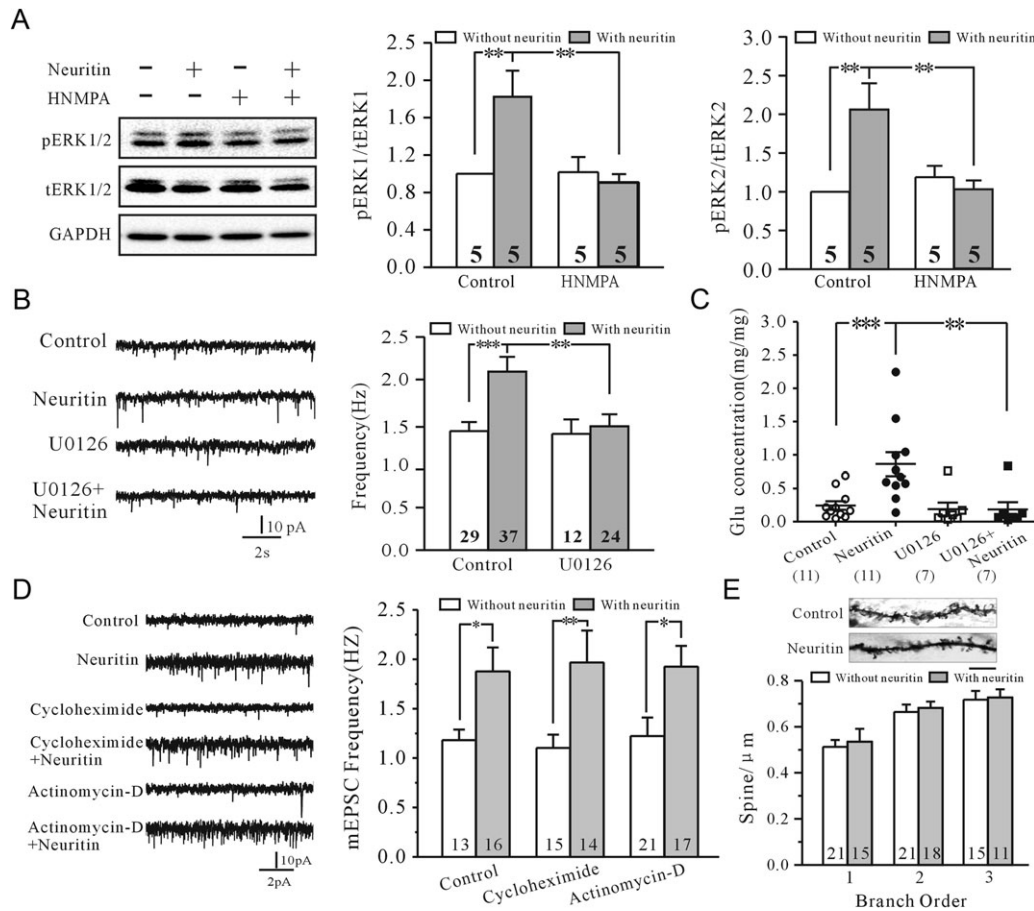 A
Neuritin − + − +
HNMPA − − + +
pERK1/2
tERK1/2
GAPDH
Without neuritin With neuritin
pERK1/tERK1
2.5
2.0
1.6
1.2
0.8
0.4
0.0
** **
5 5 5 5
Control HNMPA
Without neuritin With neuritin
pERK2/tERK2
3.0
2.5
2.0
1.5
1.0
0.5
0.0
** **
5 5 5 5
Control HNMPA
B
Control
Neuritin
U0126
U0126+
Neuritin
10 pA
2s
Without neuritin With neuritin
Frequency(Hz)
2.5
2.0
1.5
1.0
0.5
0.0
*** **
29 37 12 24
Control U0126
C
Glu concentration(mg/mg)
3.0
2.5
2.0
1.5
1.0
0.5
0.0
*** **
Control Neuritin U0126 U0126+
Neuritin
(11) (11) (7) (7)
D
Control
Neuritin
Cycloheximide
Cycloheximide
+Neuritin
Actinomycin-D
Actinomycin-D
+Neuritin
10pA
2pA
Without neuritin With neuritin
mEPSC Frequency(HZ)
2.5
2.0
1.5
1.0
0.5
0.0
* ** *
13 16 15 14 21 17
Control Cycloheximide Actinomycin-D
E
Control
Neuritin
Without neuritin With neuritin
Spine/μm
0.8
0.6
0.4
0.2
0.0
21 15 21 18 15 11
1 2 3
Branch Order